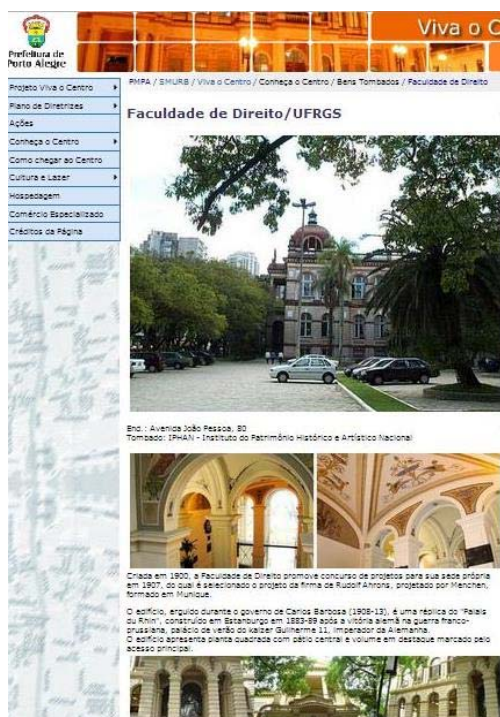 Viva o C
Prefeitura de
Porto Alegre
PMPA / SMURB / Viva o Centro / Conheça o Centro / Bens Tombados / Faculdade de Direito
Projeto Viva o Centro
Plano de Diretrizes
Ações
Conheça o Centro
Como chegar ao Centro
Cultura e Lazer
Hospedagem
Comércio Especializado
Créditos da Página
Faculdade de Direito/UFRGS
End.: Avenida João Pessoa, 80
Tombado: IPHAN - Instituto do Patrimônio Histórico e Artístico Nacional
Criada em 1900, a Faculdade de Direito promove concurso de projetos para sua sede própria
em 1907, do qual é selecionado o projeto da firma de Rudolf Ahrons, projetado por Menchen,
formado em Munique.
O edifício, erguido durante o governo de Carlos Barbosa (1908-13), é uma réplica do "Palais
du Rhin", construído em Estanburgo em 1883-89 após a vitória alemã na guerra franco-
prussiana, palácio de verão do kaizer Guilherme 11, imperador da Alemanha.
O edifício apresenta planta quadrada com pátio central e volume em destaque marcado pelo
acesso principal.